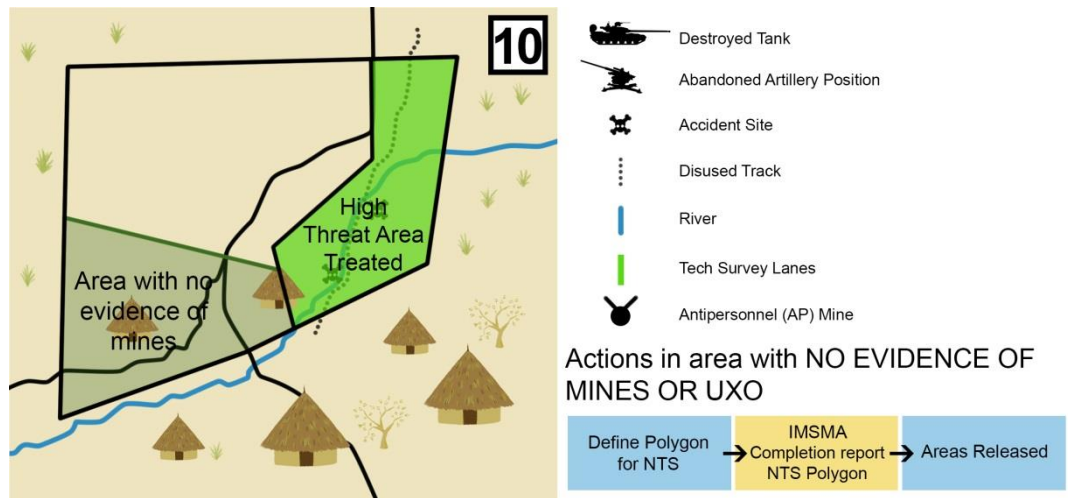 10
High
Threat Area
Treated
Area with no
evidence of
mines
Destroyed Tank
Abandoned Artillery Position
Accident Site
Disused Track
River
Tech Survey Lanes
Antipersonnel (AP) Mine
Actions in area with NO EVIDENCE OF
MINES OR UXO
Define Polygon
for NTS
IMSMA
Completion report
NTS Polygon
Areas Released